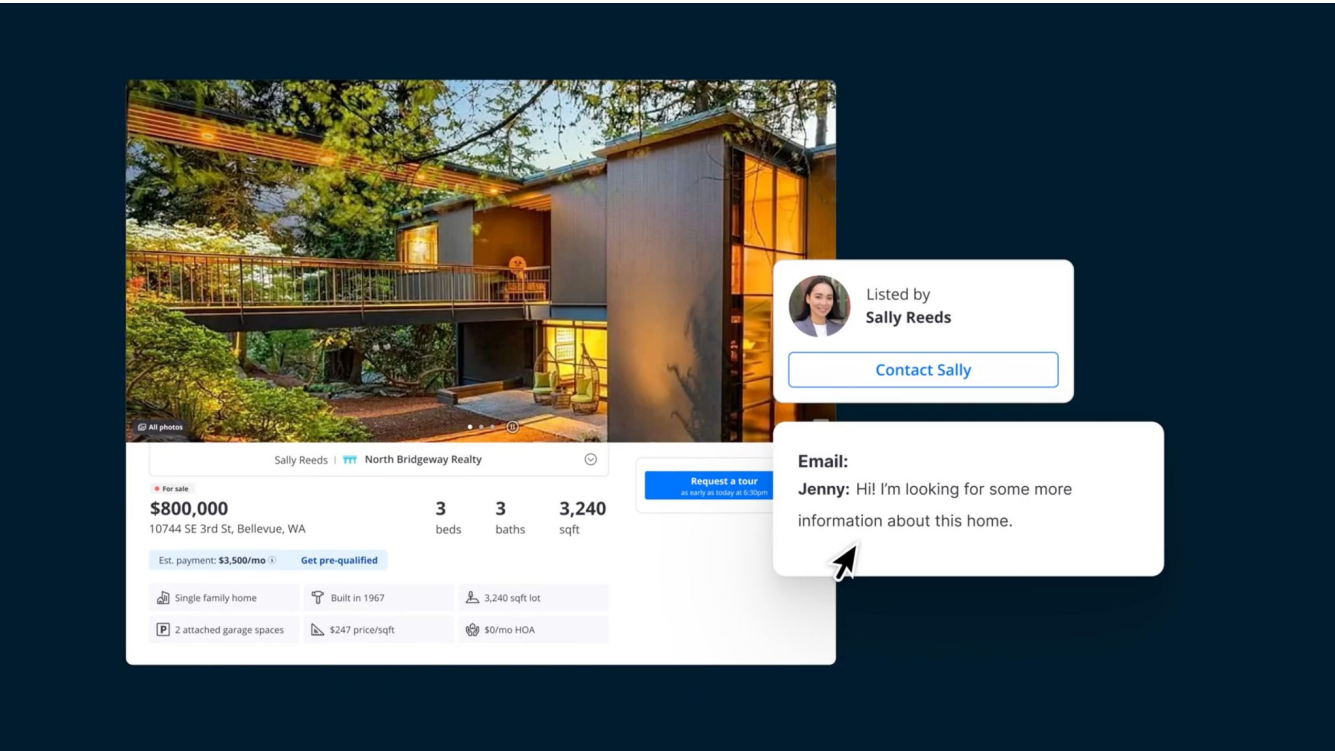 All photos
Sally Reeds | North Bridgeway Realty
For sale
$800,000
10744 SE 3rd St, Bellevue, WA
3
beds
3
baths
3,240
sqft
Est. payment: $3,500/mo
Get pre-qualified
Single family home
Built in 1967
3,240 sqft lot
P 2 attached garage spaces
$247 price/sqft
$0/mo HOA
Request a tour
as early as today at 6:30pm
Listed by
Sally Reeds
Contact Sally
Email:
Jenny: Hi! I'm looking for some more
information about this home.